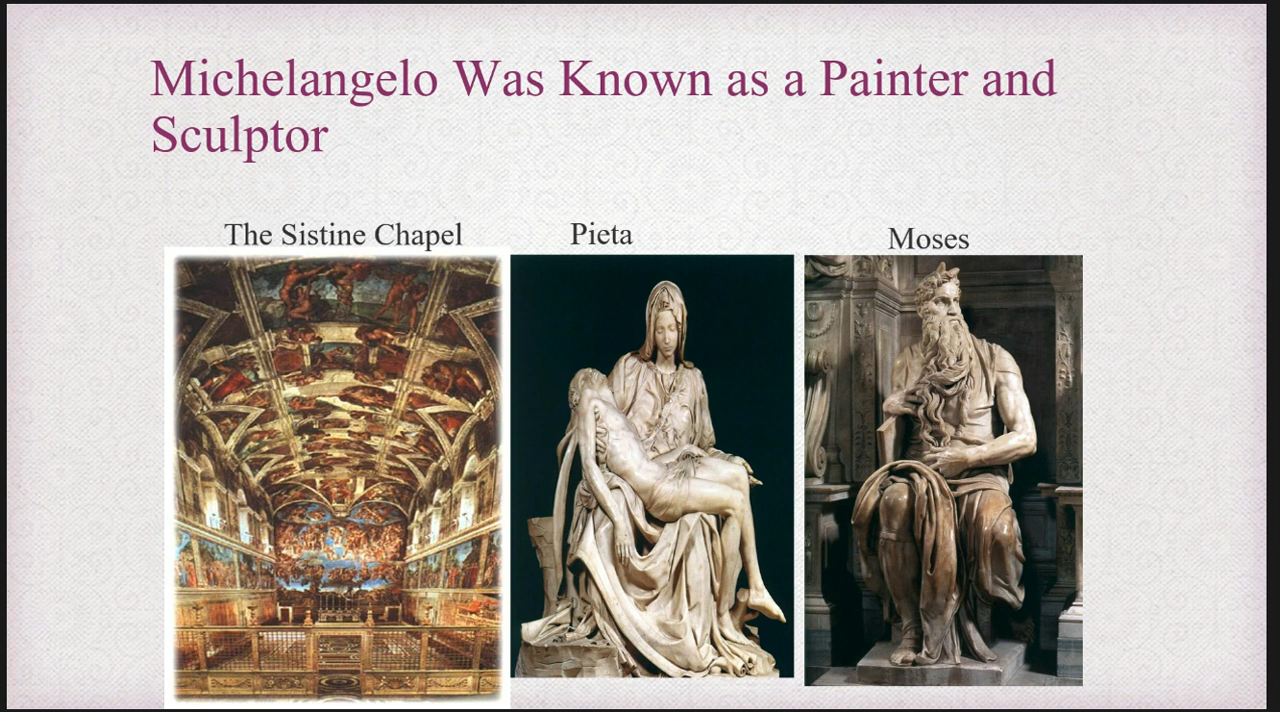 Michelangelo Was Known as a Painter and
Sculptor
The Sistine Chapel
Pieta
Moses